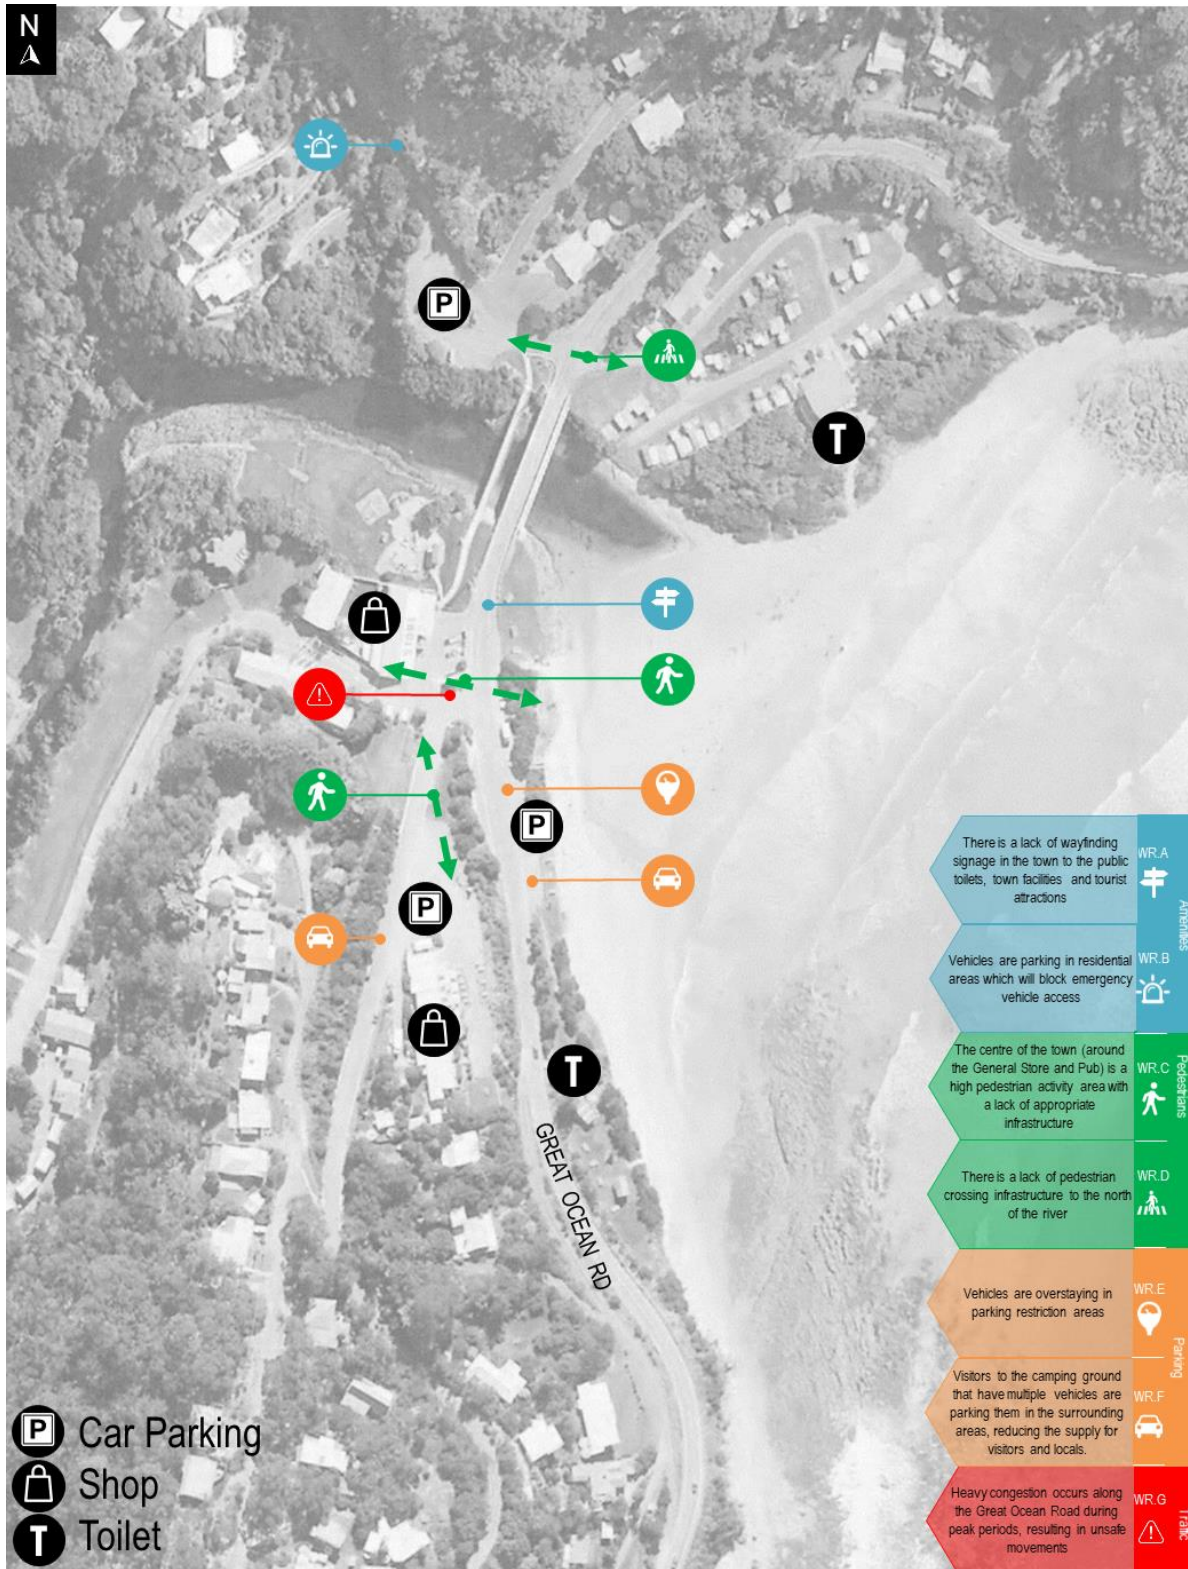 N
P
T
P
P
T
GREAT OCEAN RD
There is a lack of wayfinding
signage in the town to the public
toilets, town facilities and tourist
attractions
WR.A
Amenities
Vehicles are parking in residential
areas which will block emergency
vehicle access
WR.B
The centre of the town (around
the General Store and Pub) is a
high pedestrian activity area with
a lack of appropriate
infrastructure
WR.C
Pedestrians
There is a lack of pedestrian
crossing infrastructure to the north
of the river
WR.D
Vehicles are overstaying in
parking restriction areas
WR.E
Parking
Visitors to the camping ground
that have multiple vehicles are
parking them in the surrounding
areas, reducing the supply for
visitors and locals.
WR.F
Heavy congestion occurs along
the Great Ocean Road during
peak periods, resulting in unsafe
movements
WR.G
Traffic
P Car Parking
Shop
T Toilet